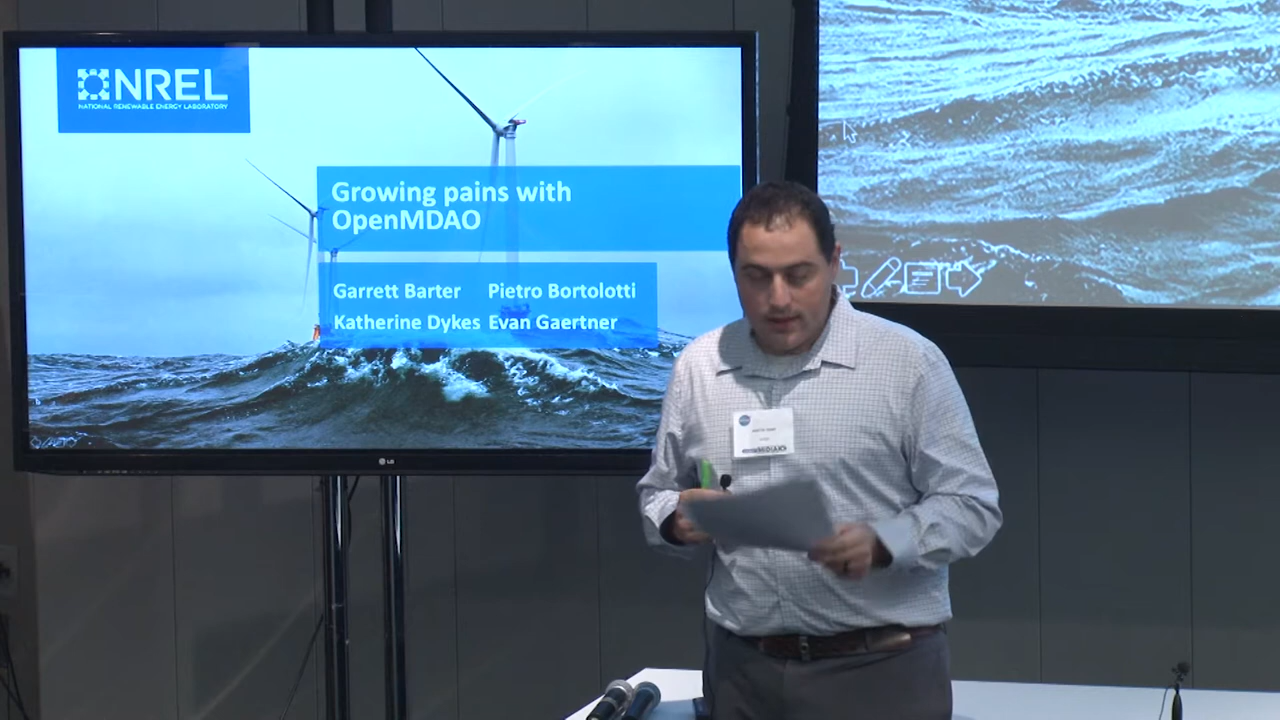 NREL
NATIONAL RENEWABLE ENERGY LABORATORY
Growing pains with
OpenMDAO
Garrett Barter Pietro Bortolotti
Katherine Dykes Evan Gaertner
LG